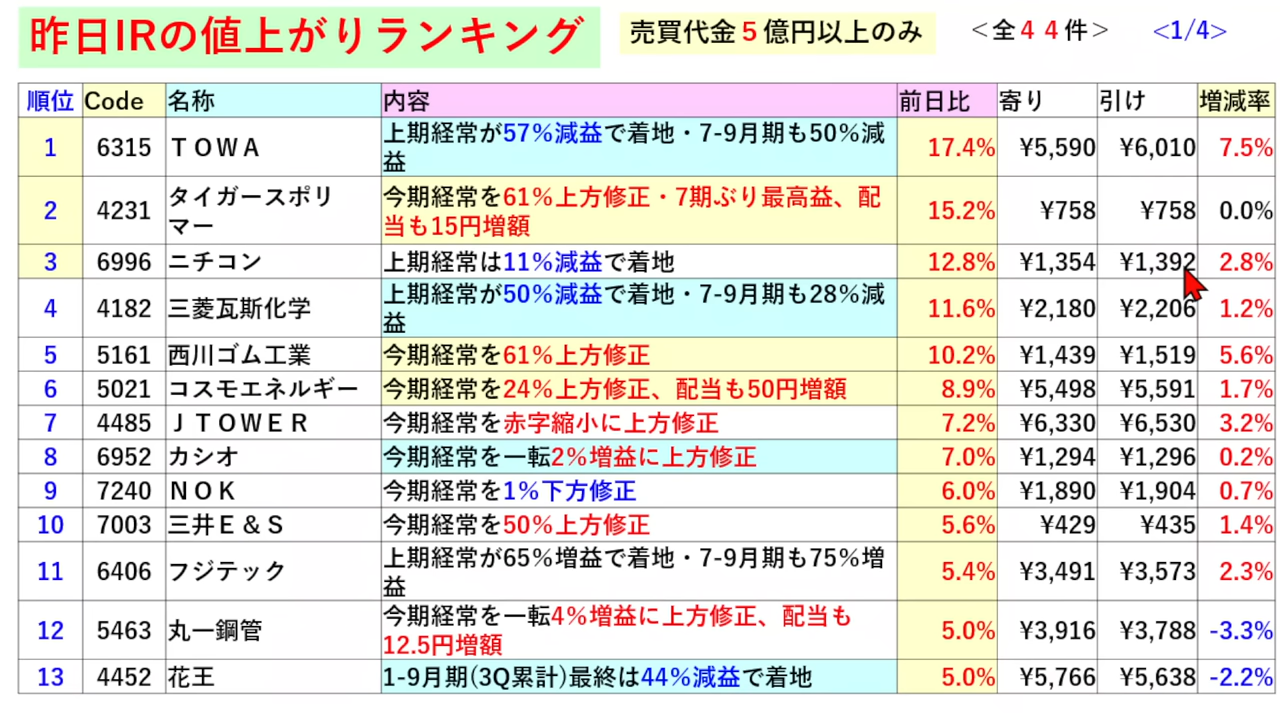 昨日IRの値上がりランキング 売買代金５億円以上のみ ＜全４４件＞ <1/4>
順位 Code 名称 内容 前日比 寄り 引け 増減率
1 6315 ＴＯＷＡ 上期経常が57%減益で着地・7-9月期も50%減
益 17.4% ¥5,590 ¥6,010 7.5%
2 4231 タイガースポリ
マー 今期経常を61%上方修正・7期ぶり最高益、配
当も15円増額 15.2% ¥758 ¥758 0.0%
3 6996 ニチコン 上期経常は11%減益で着地 12.8% ¥1,354 ¥1,392 2.8%
4 4182 三菱瓦斯化学 上期経常が50%減益で着地・7-9月期も28%減
益 11.6% ¥2,180 ¥2,206 1.2%
5 5161 西川ゴム工業 今期経常を61%上方修正 10.2% ¥1,439 ¥1,519 5.6%
6 5021 コスモエネルギー 今期経常を24%上方修正、配当も50円増額 8.9% ¥5,498 ¥5,591 1.7%
7 4485 ＪＴＯＷＥＲ 今期経常を赤字縮小に上方修正 7.2% ¥6,330 ¥6,530 3.2%
8 6952 カシオ 今期経常を一転2%増益に上方修正 7.0% ¥1,294 ¥1,296 0.2%
9 7240 ＮＯＫ 今期経常を1%下方修正 6.0% ¥1,890 ¥1,904 0.7%
10 7003 三井Ｅ＆Ｓ 今期経常を50%上方修正 5.6% ¥429 ¥435 1.4%
11 6406 フジテック 上期経常が65%増益で着地・7-9月期も75%増
益 5.4% ¥3,491 ¥3,573 2.3%
12 5463 丸一鋼管 今期経常を一転4%増益に上方修正、配当も
12.5円増額 5.0% ¥3,916 ¥3,788 -3.3%
13 4452 花王 1-9月期(3Q累計)最終は44%減益で着地 5.0% ¥5,766 ¥5,638 -2.2%